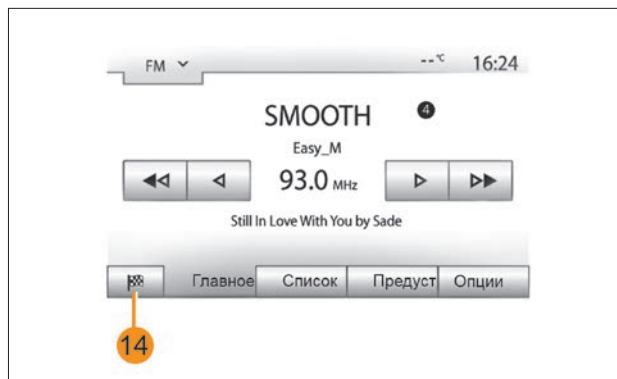 FM --°C 16:24
SMOOTH 4
Easy_M
93.0 MHz
Still In Love With You by Sade
Главное Список Предуст Опции
14